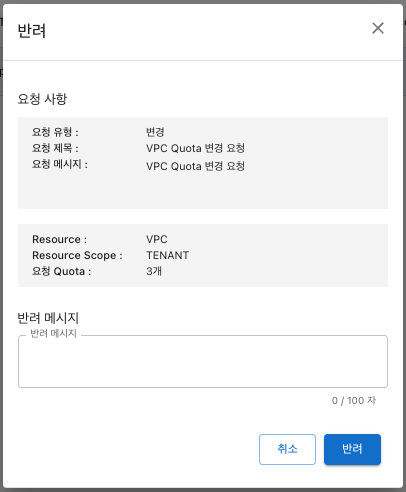 반려
요청 사항
요청 유형 : 변경
요청 제목 : VPC Quota 변경 요청
요청 메시지 : VPC Quota 변경 요청
Resource : VPC
Resource Scope : TENANT
요청 Quota : 3개
반려 메시지
반려 메시지
0 / 100 자
취소 반려